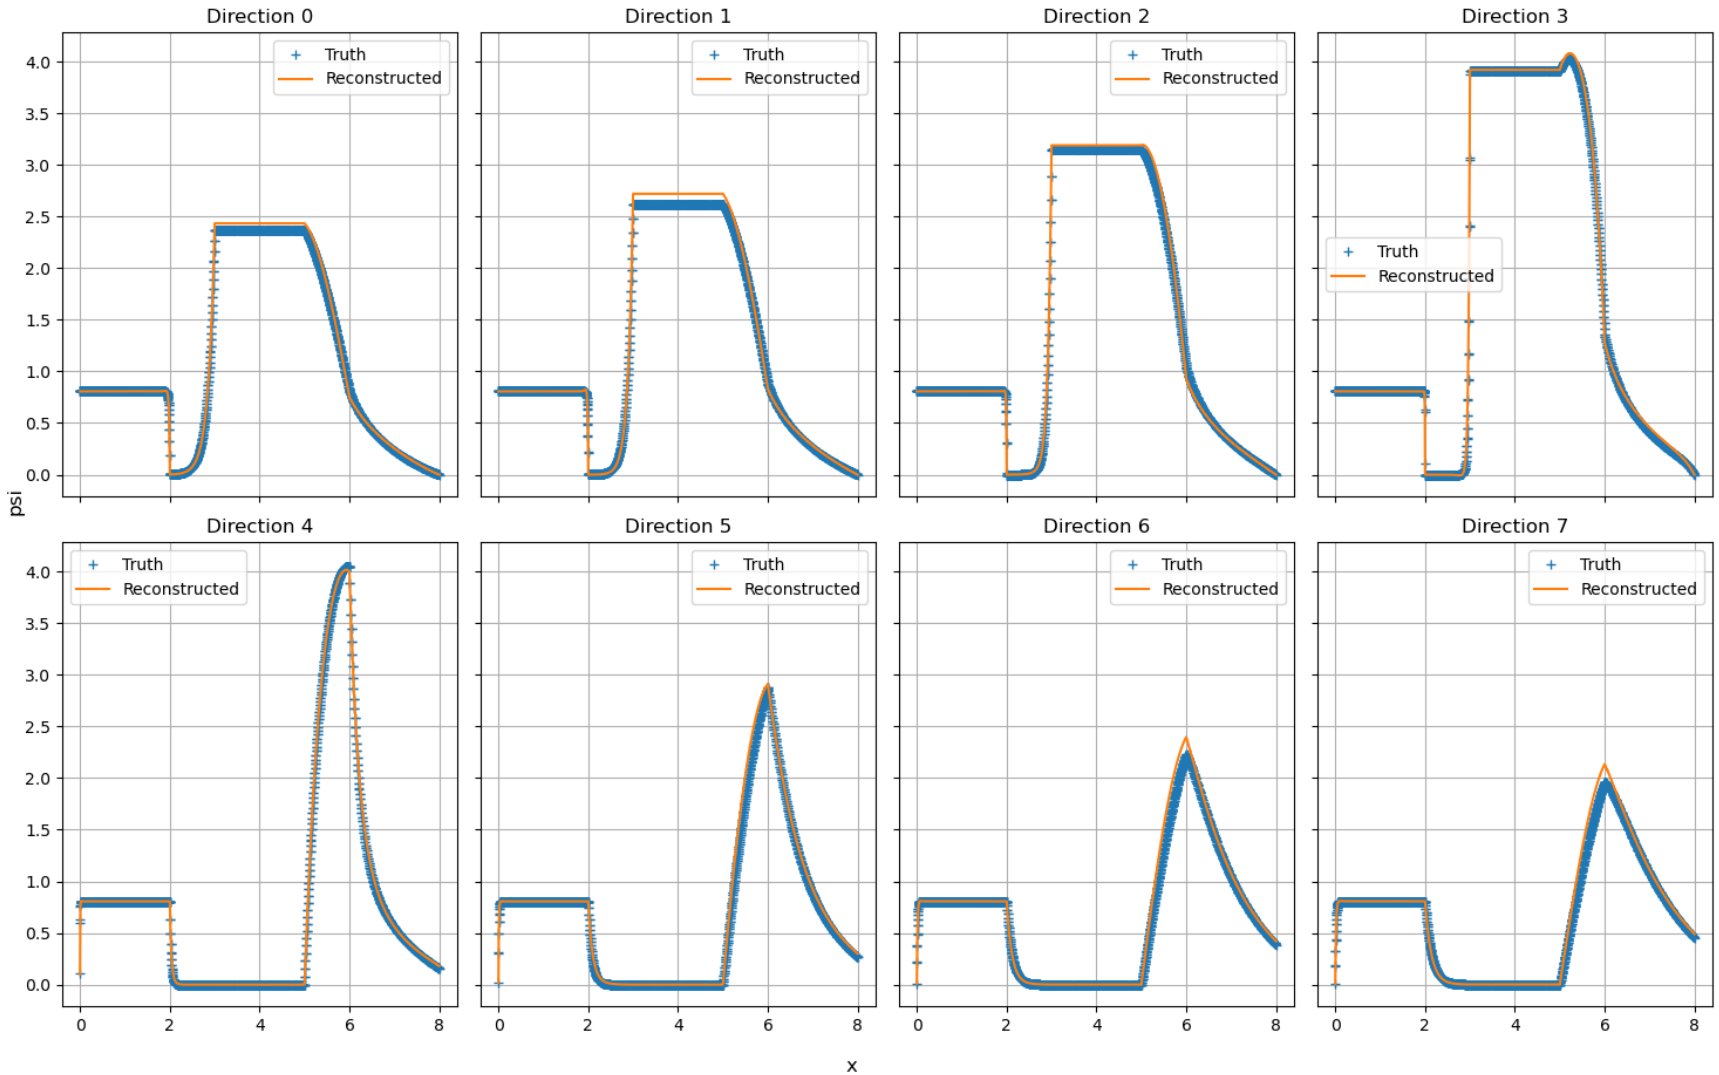 Direction 0
Direction 1
Direction 2
Direction 3
4.0
3.5
3.0
2.5
2.0
1.5
1.0
0.5
0.0
Truth
Reconstructed
Truth
Reconstructed
Truth
Reconstructed
Truth
Reconstructed
psi
Direction 4
Direction 5
Direction 6
Direction 7
4.0
3.5
3.0
2.5
2.0
1.5
1.0
0.5
0.0
Truth
Reconstructed
Truth
Reconstructed
Truth
Reconstructed
Truth
Reconstructed
0 2 4 6 8
0 2 4 6 8
0 2 4 6 8
0 2 4 6 8
x